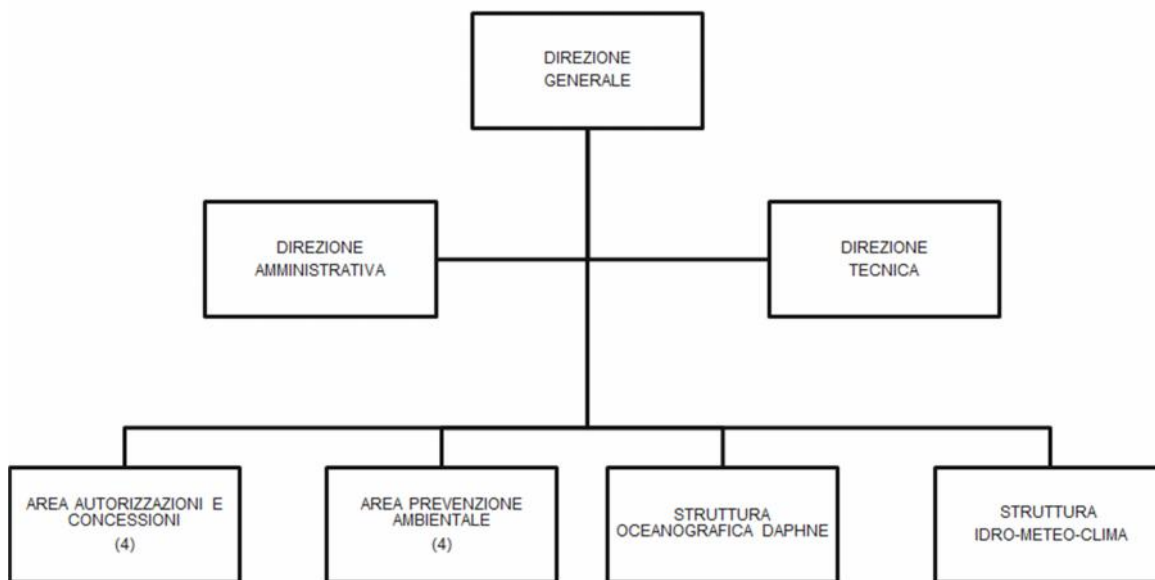 DIREZIONE
GENERALE
DIREZIONE
AMMINISTRATIVA
DIREZIONE
TECNICA
AREA AUTORIZZAZIONI E
CONCESSIONI
(4)
AREA PREVENZIONE
AMBIENTALE
(4)
STRUTTURA
OCEANOGRAFICA DAPHNE
STRUTTURA
IDRO-METEO-CLIMA